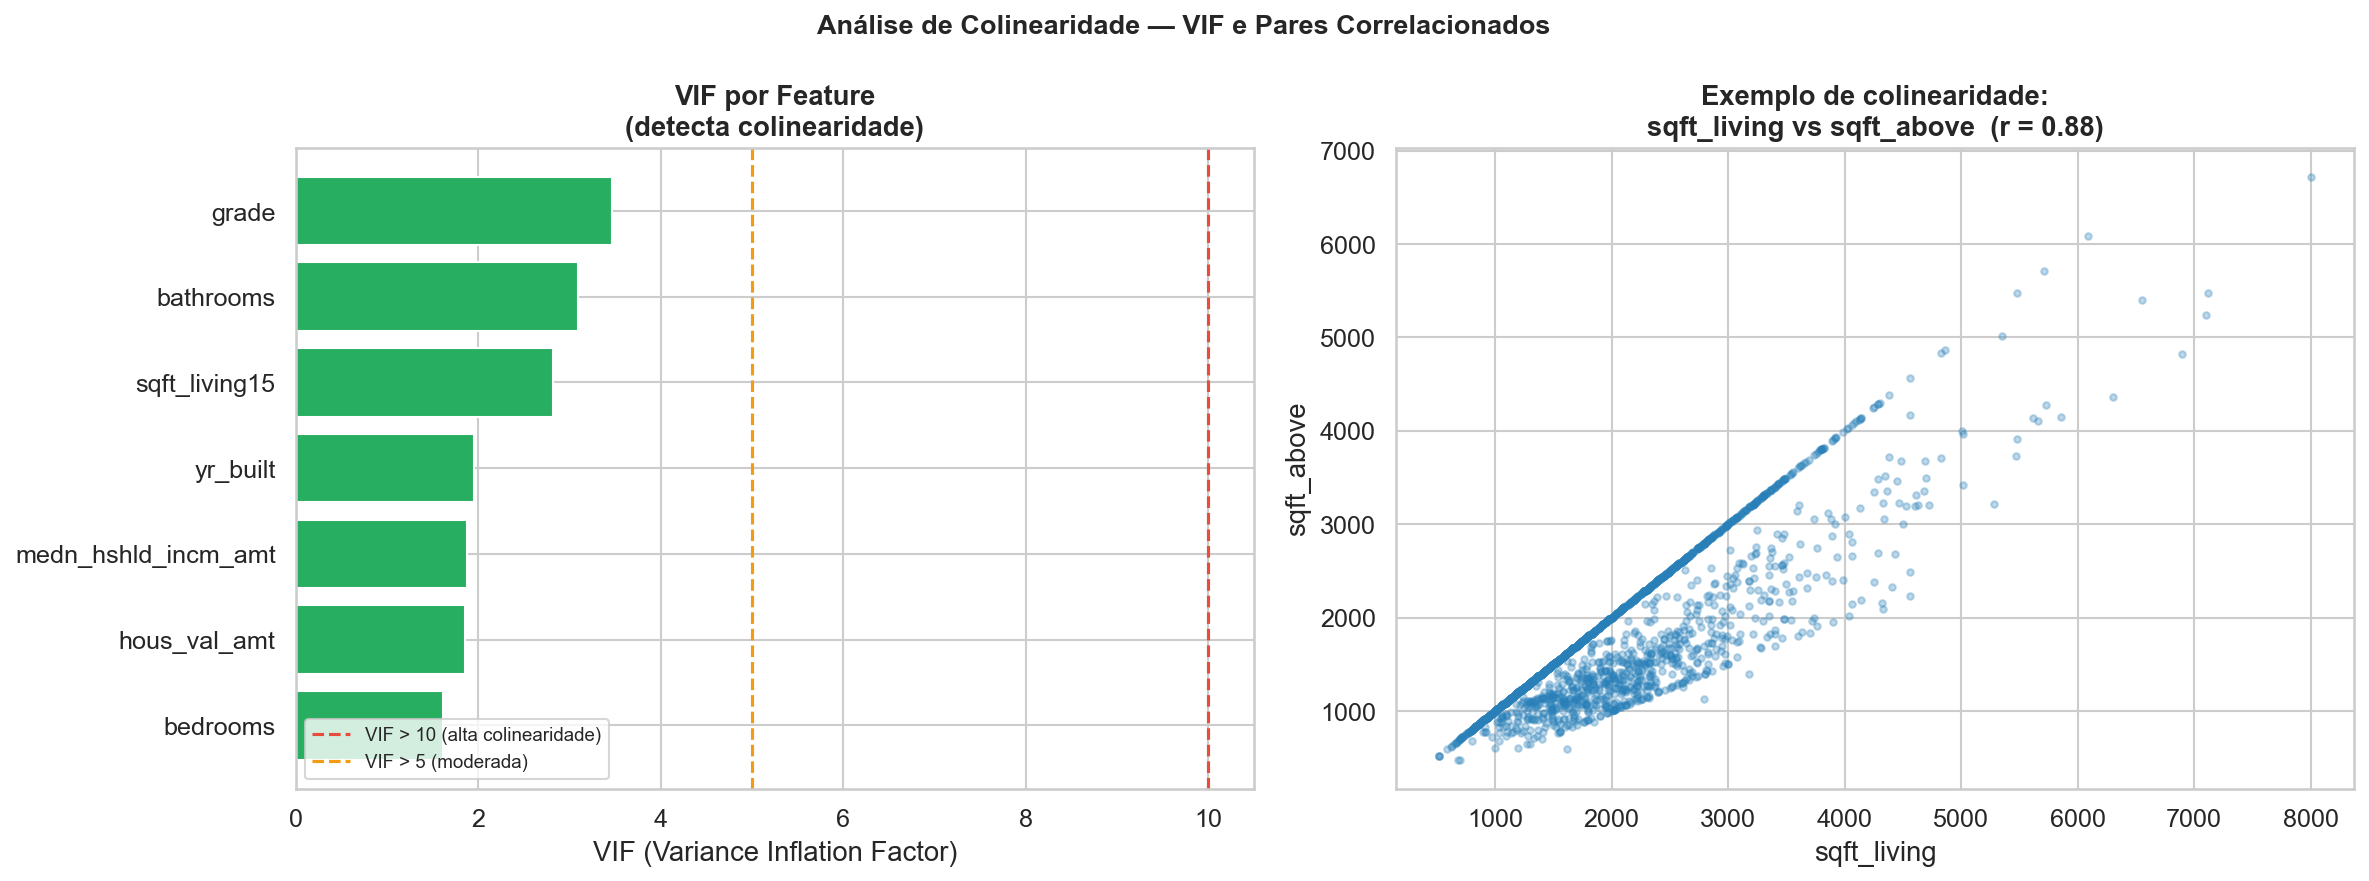 Análise de Colinearidade — VIF e Pares Correlacionados
VIF por Feature
(detecta colinearidade)
grade
bathrooms
sqft_living15
yr_built
medn_hshld_incm_amt
hous_val_amt
bedrooms
VIF > 10 (alta colinearidade)
VIF > 5 (moderada)
0 2 4 6 8 10
VIF (Variance Inflation Factor)
Exemplo de colinearidade:
sqft_living vs sqft_above (r = 0.88)
7000
6000
5000
4000
3000
2000
1000
sqft_above
1000 2000 3000 4000 5000 6000 7000 8000
sqft_living